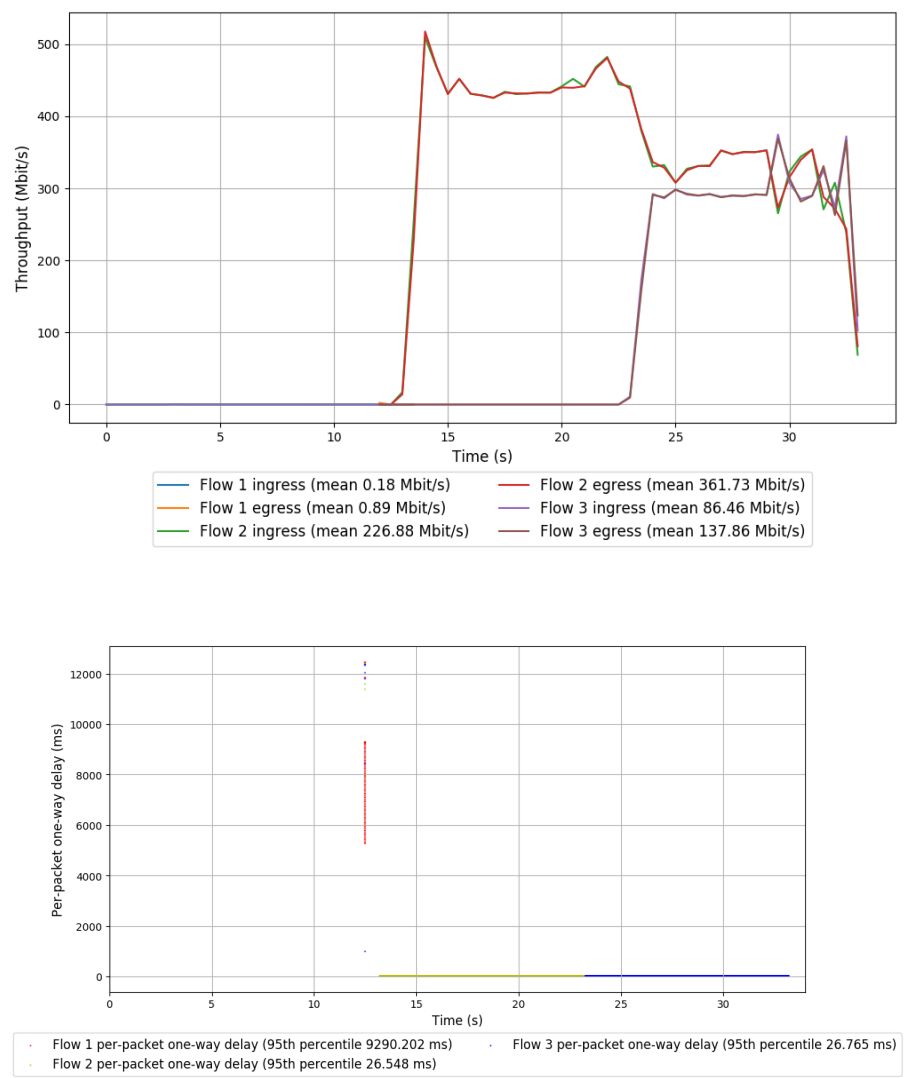 500
400
300
200
100
0
Throughput (Mbit/s)
0 5 10 15 20 25 30
Time (s)
Flow 1 ingress (mean 0.18 Mbit/s)
Flow 1 egress (mean 0.89 Mbit/s)
Flow 2 ingress (mean 226.88 Mbit/s)
Flow 2 egress (mean 361.73 Mbit/s)
Flow 3 ingress (mean 86.46 Mbit/s)
Flow 3 egress (mean 137.86 Mbit/s)
12000
10000
8000
6000
4000
2000
0
Per-packet one-way delay (ms)
0 5 10 15 20 25 30
Time (s)
Flow 1 per-packet one-way delay (95th percentile 9290.202 ms)
Flow 2 per-packet one-way delay (95th percentile 26.548 ms)
Flow 3 per-packet one-way delay (95th percentile 26.765 ms)